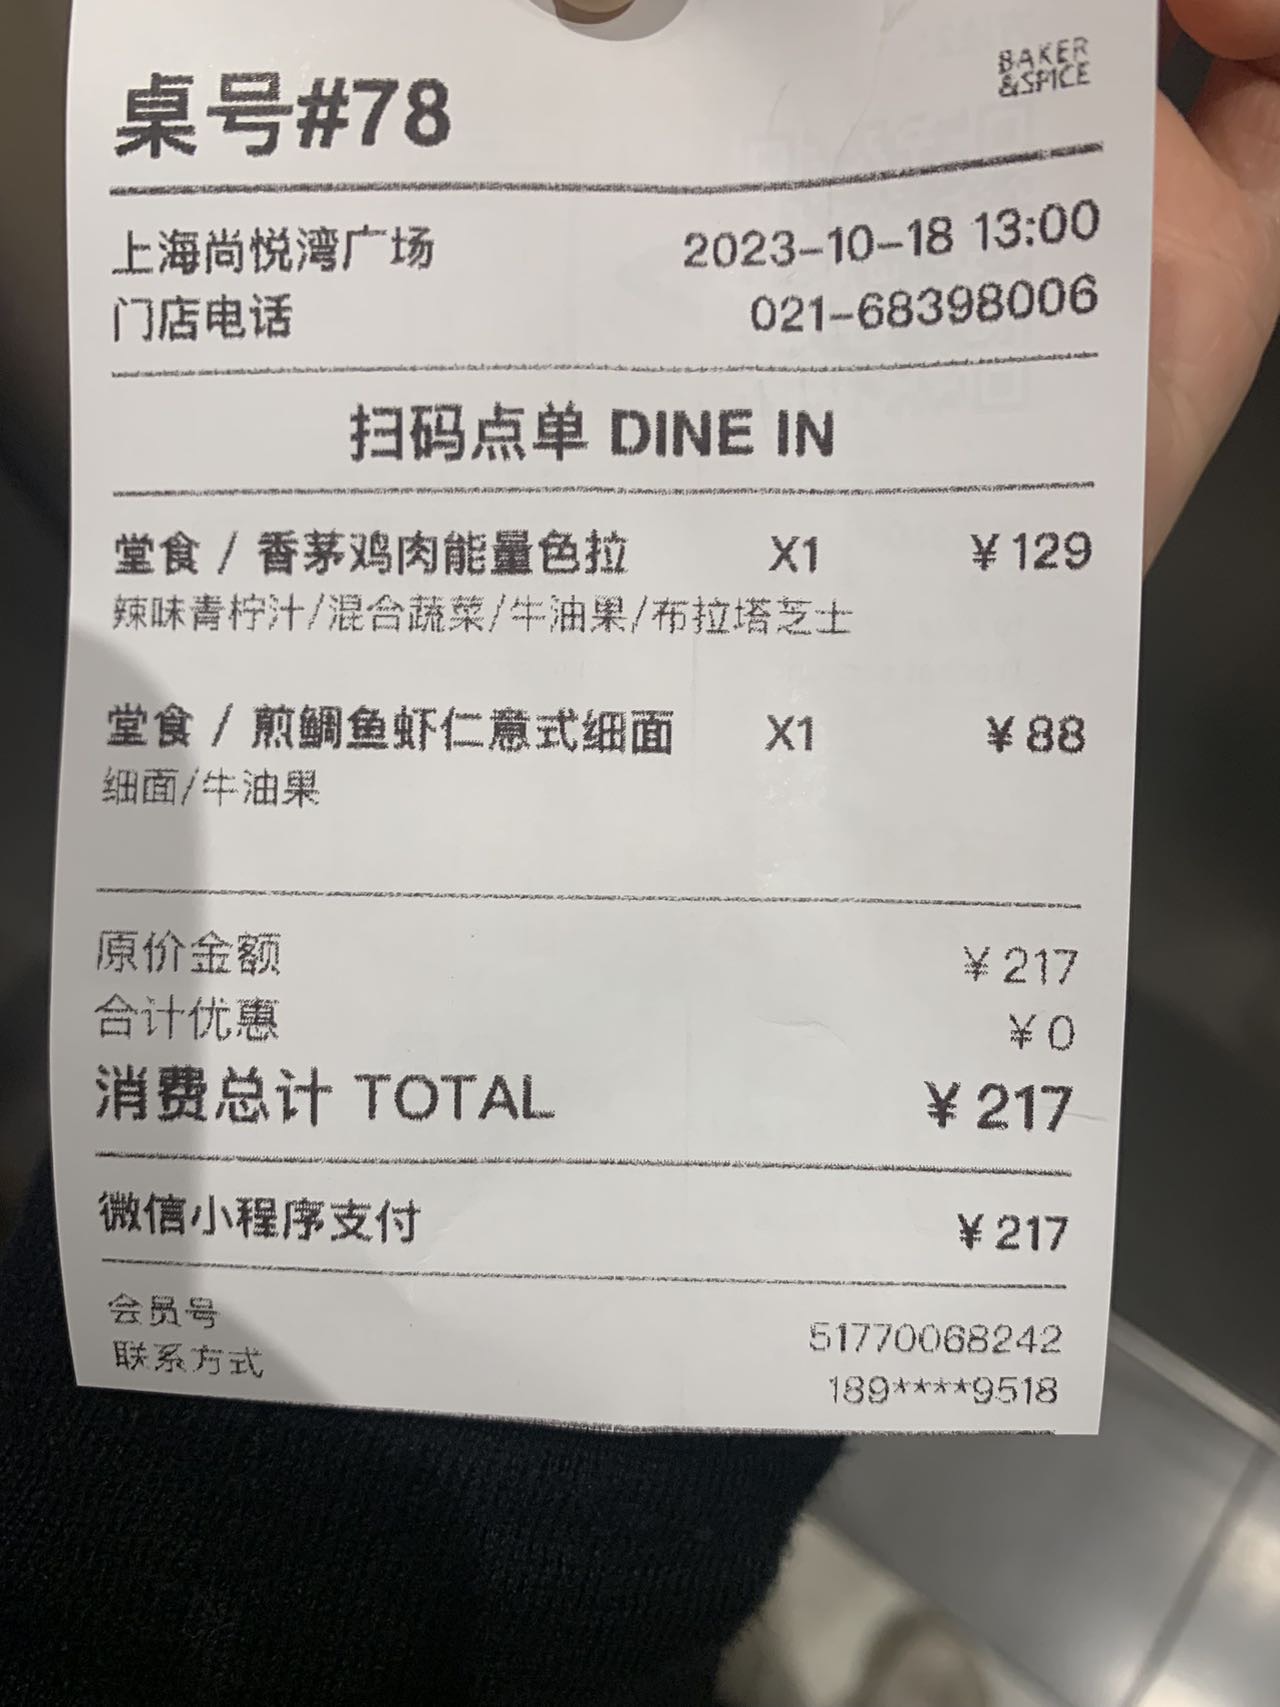 BAKER
&SPICE
桌号#78
上海尚悦湾广场 2023-10-18 13:00
门店电话 021-68398006
扫码点单 DINE IN
堂食 / 香茅鸡肉能量色拉 X1 ¥129
辣味青柠汁/混合蔬菜/牛油果/布拉塔芝士
堂食 / 煎鲷鱼虾仁意式细面 X1 ¥88
细面/牛油果
原价金额 ¥217
合计优惠 ¥0
消费总计 TOTAL ¥217
微信小程序支付 ¥217
会员号 51770068242
联系方式 189****9518